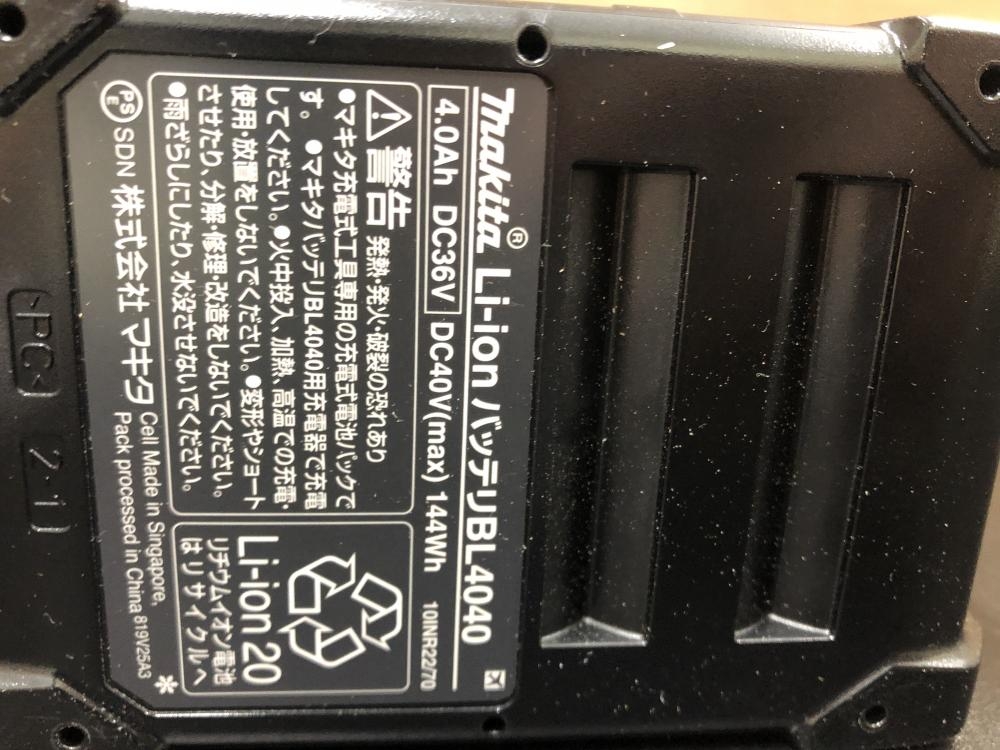 makita® Li-ion バッテリBL4040
4.0Ah DC36V DC40V(max) 144Wh 10INR22/70
警告 発熱・発火・破裂の恐れあり
●マキタ充電式工具専用の充電式電池パックで
す。 ●マキタバッテリBL4040用充電器で充電
してください。●火中投入、加熱、高温での充電・
使用・放置をしないでください。●変形やショート
させたり、分解・修理・改造をしないでください。
●雨ざらしにしたり、水没させないでください。
Li-ion 20
リチウムイオン電池
はリサイクルへ
PSE SDN 株式会社 マキタ
Cell Made in Singapore,
Pack processed in China 819V25A3
*
>PC<
2-1